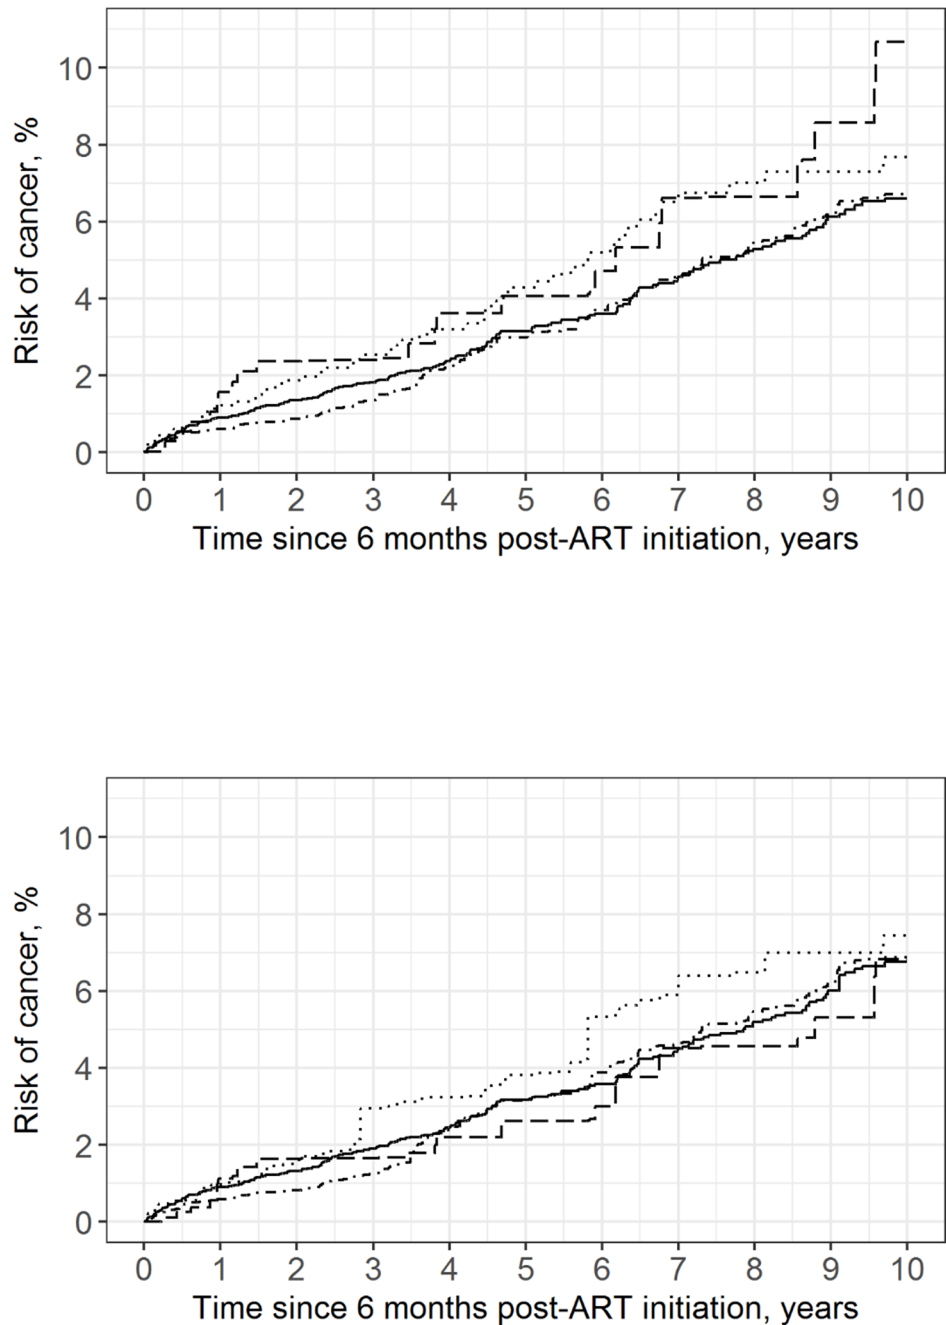 Risk of cancer, %
10
8
6
4
2
0
0 1 2 3 4 5 6 7 8 9 10
Time since 6 months post-ART initiation, years
Risk of cancer, %
10
8
6
4
2
0
0 1 2 3 4 5 6 7 8 9 10
Time since 6 months post-ART initiation, years